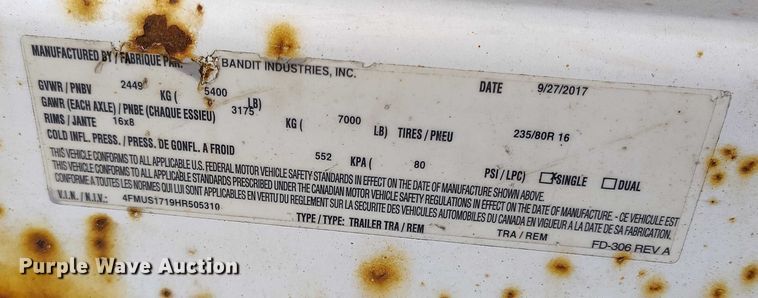 MANUFACTURED BY / FABRIQUE PAR: BANDIT INDUSTRIES, INC. DATE 9/27/2017
GVWR / PNBV 2449 KG ( 5400 LB)
GAWR (EACH AXLE) / PNBE (CHAQUE ESSIEU) 3175 KG ( 7000 LB) TIRES / PNEU 235/80R 16
RIMS / JANTE 16x8
COLD INFL. PRESS. / PRESS. DE GONFL. A FROID 552 KPA ( 80 PSI / LPC) SINGLE DUAL
THIS VEHICLE CONFORMS TO ALL APPLICABLE U.S. FEDERAL MOTOR VEHICLE SAFETY STANDARDS IN EFFECT ON THE DATE OF MANUFACTURE SHOWN ABOVE.
THIS VEHICLE CONFORMS TO ALL APPLICABLE STANDARDS PRESCRIBED UNDER THE CANADIAN MOTOR VEHICLE SAFETY REGULATIONS IN EFFECT ON THE DATE OF MANUFACTURE - CE VEHICULE EST
CONFORME A TOUTES LES NORMES QUI LUI SONT APPLICABLES EN VERTU DU REGLEMENT SUR LA SECURITE DES VEHICULES AUTOMOBILES DU CANADA EN VIGUEUR A LA DATE DE SA FABRICATION.
V.I.N. / N.I.V.: 4FMUS1719HR505310 TYPE / TYPE: TRAILER TRA / REM TRA / REM FD-306 REV A
Purple Wave Auction